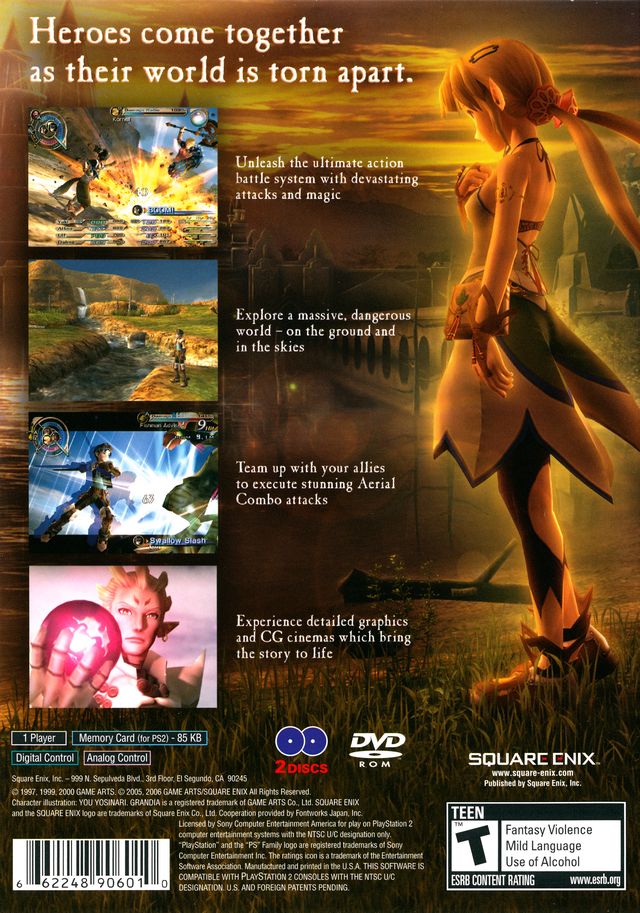 Heroes come together
as their world is torn apart.
Unleash the ultimate action
battle system with devastating
attacks and magic
BOOM!
Explore a massive, dangerous
world – on the ground and
in the skies
9
63
Swallow Slash
Team up with your allies
to execute stunning Aerial
Combo attacks
Experience detailed graphics
and CG cinemas which bring
the story to life
1 Player
Memory Card (for PS2) - 85 KB
Digital Control
Analog Control
2 DISCS
DVD
ROM
SQUARE ENIX
www.square-enix.com
Published by Square Enix, Inc.
Square Enix, Inc. – 999 N. Sepulveda Blvd., 3rd Floor, El Segundo, CA 90245
© 1997, 1999, 2000 GAME ARTS. © 2005, 2006 GAME ARTS/SQUARE ENIX All Rights Reserved.
Character illustration: YOU YOSINARI. GRANDIA is a registered trademark of GAME ARTS Co., Ltd. SQUARE ENIX
and the SQUARE ENIX logo are trademarks of Square Enix Co., Ltd. Cooperation provided by Fontworks Japan, Inc.
Licensed by Sony Computer Entertainment America for play on PlayStation 2
computer entertainment systems with the NTSC U/C designation only.
"PlayStation" and the "PS" Family logo are registered trademarks of Sony
Computer Entertainment Inc. The ratings icon is a trademark of the Entertainment
Software Association. Manufactured and printed in the U.S.A. THIS SOFTWARE IS
COMPATIBLE WITH PLAYSTATION 2 CONSOLES WITH THE NTSC U/C
DESIGNATION. U.S. AND FOREIGN PATENTS PENDING.
6 62248 90601 0
TEEN
T
Fantasy Violence
Mild Language
Use of Alcohol
ESRB CONTENT RATING
www.esrb.org